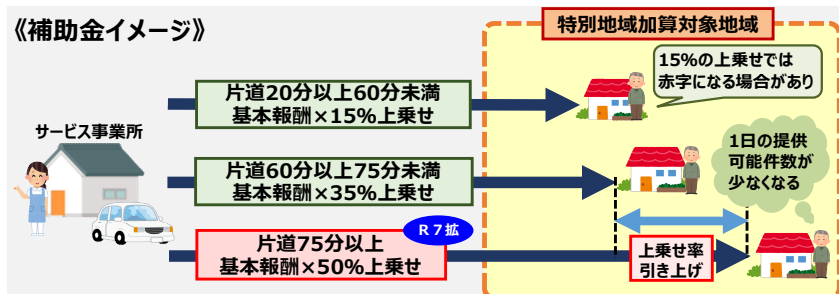 《補助金イメージ》
特別地域加算対象地域
サービス事業所
片道20分以上60分未満
基本報酬×15%上乗せ
15%の上乗せでは
赤字になる場合があり
片道60分以上75分未満
基本報酬×35%上乗せ
1日の提供
可能件数が
少なくなる
R7拡
片道75分以上
基本報酬×50%上乗せ
上乗せ率
引き上げ